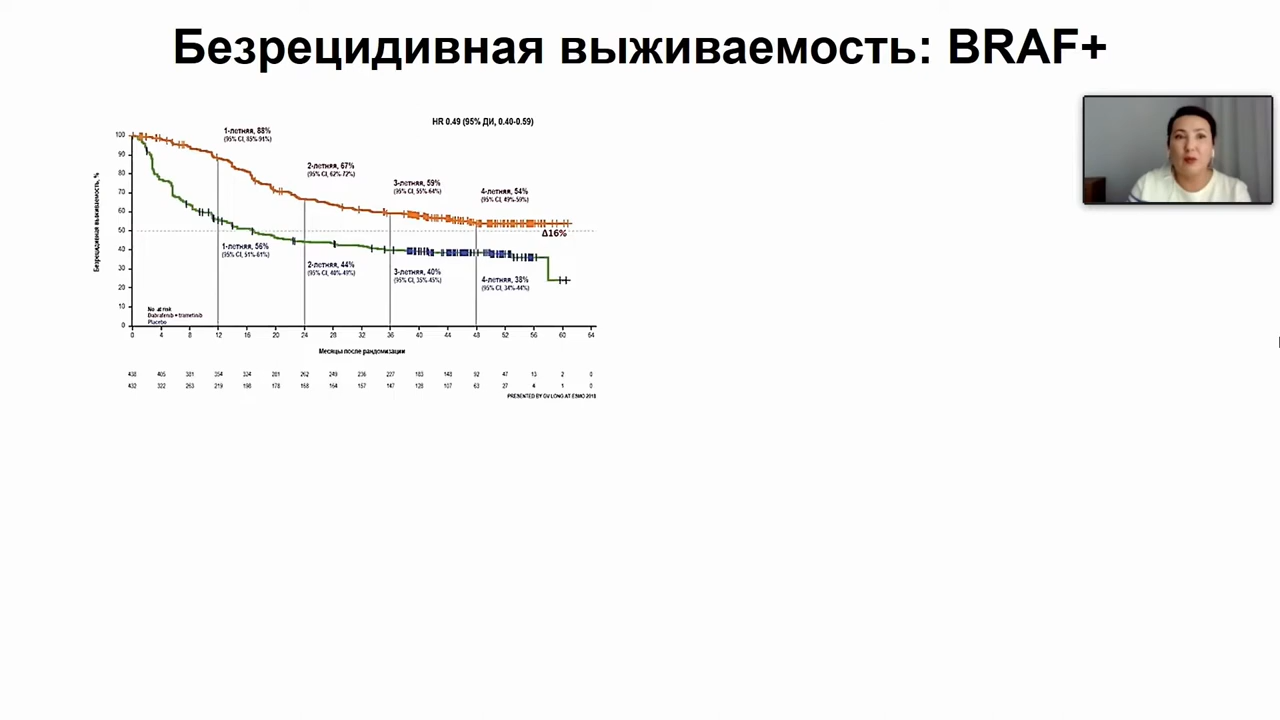 Безрецидивная выживаемость: BRAF+
HR 0.49 (95% ДИ, 0.40-0.59)
1-летняя, 88%
(95% CI, 85%-91%)
2-летняя, 67%
(95% CI, 62%-72%)
3-летняя, 59%
(95% CI, 55%-64%)
4-летняя, 54%
(95% CI, 49%-59%)
Δ16%
1-летняя, 56%
(95% CI, 51%-61%)
2-летняя, 44%
(95% CI, 40%-49%)
3-летняя, 40%
(95% CI, 35%-45%)
4-летняя, 38%
(95% CI, 34%-44%)
Безрецидивная выживаемость, %
100
90
80
70
60
50
40
30
20
10
0
No. at risk
Dabrafenib + trametinib
Placebo
0 4 8 12 16 20 24 28 32 36 40 44 48 52 56 60 64
Месяцы после рандомизации
438 405 381 354 324 281 262 249 236 227 183 148 92 47 13 2 0
432 322 263 219 198 178 168 164 157 147 128 107 63 27 4 1 0
PRESENTED BY GV LONG AT ESMO 2018